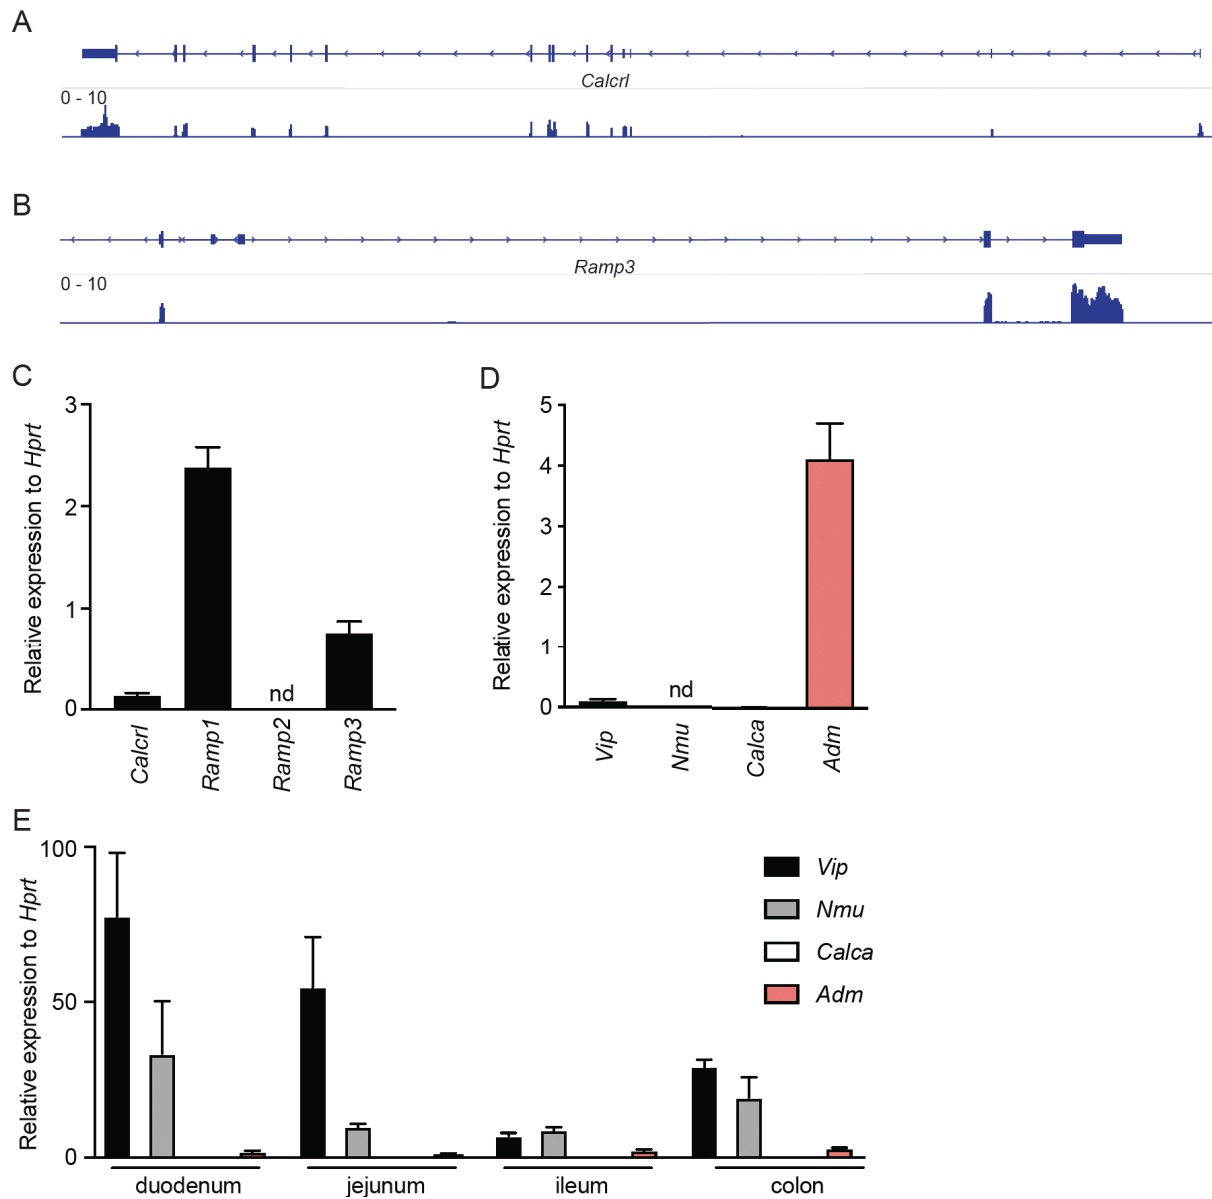 A
Calcrl
0 - 10
B
Ramp3
0 - 10
C
Relative expression to Hprt
3
2
1
0
nd
Calcrl
Ramp1
Ramp2
Ramp3
D
Relative expression to Hprt
5
4
3
2
1
0
nd
Vip
Nmu
Calca
Adm
E
Relative expression to Hprt
100
50
0
Vip
Nmu
Calca
Adm
duodenum
jejunum
ileum
colon